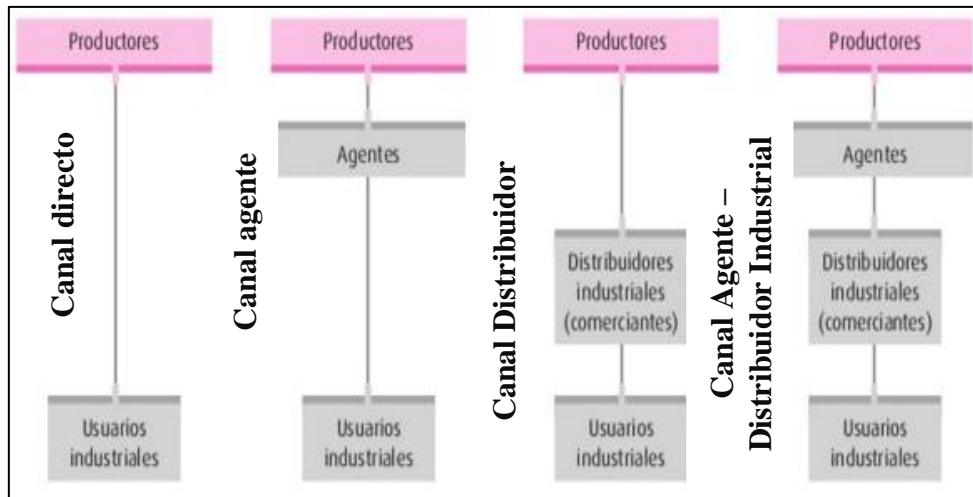 Productores
Canal directo
Usuarios
industriales
Productores
Canal agente
Agentes
Usuarios
industriales
Productores
Canal Distribuidor
Distribuidores
industriales
(comerciantes)
Usuarios
industriales
Productores
Canal Agente –
Distribuidor Industrial
Agentes
Distribuidores
industriales
(comerciantes)
Usuarios
industriales